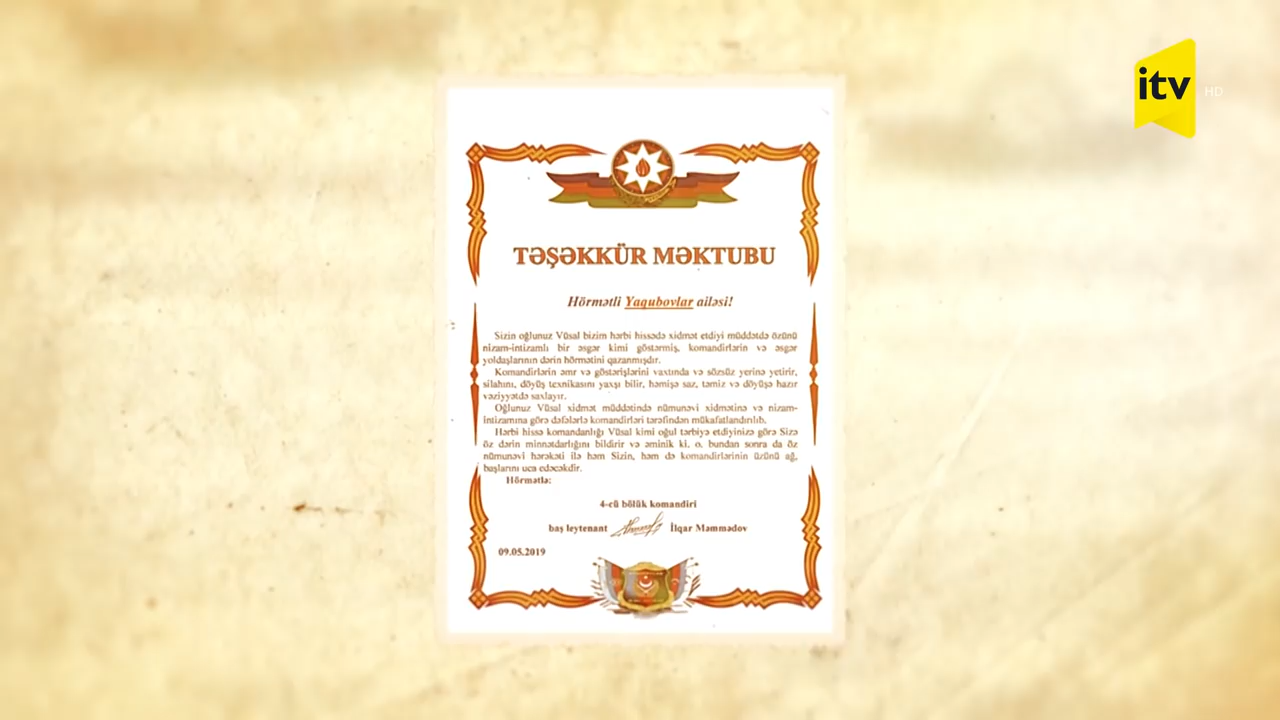 itv
HD
TƏŞƏKKÜR MƏKTUBU
Hörmətli Yaqubovlar ailəsi!
Sizin oğlunuz Vüsal bizim hərbi hissədə xidmət etdiyi müddətdə özünü
nizam-intizamlı bir əsgər kimi göstərmiş, komandirlərin və əsgər
yoldaşlarının dərin hörmətini qazanmışdır.
Komandirlərin əmr və göstərişlərini vaxtında və sözsüz yerinə yetirir,
silahını, döyüş texnikasını yaxşı bilir, həmişə saz, təmiz və döyüşə hazır
vəziyyətdə saxlayır.
Oğlunuz Vüsal xidmət müddətində nümunəvi xidmətinə və nizam-
intizamına görə dəfələrlə komandirləri tərəfindən mükafatlandırılıb.
Hərbi hissə komandanlığı Vüsal kimi oğul tərbiyə etdiyinizə görə Sizə
öz dərin minnətdarlığını bildirir və əminik ki, o, bundan sonra da öz
nümunəvi hərəkəti ilə həm Sizin, həm də komandirlərinin üzünü ağ,
başlarını uca edəcəkdir.
Hörmətlə:
4-cü bölük komandiri
baş leytenant İlqar Məmmədov
09.05.2019